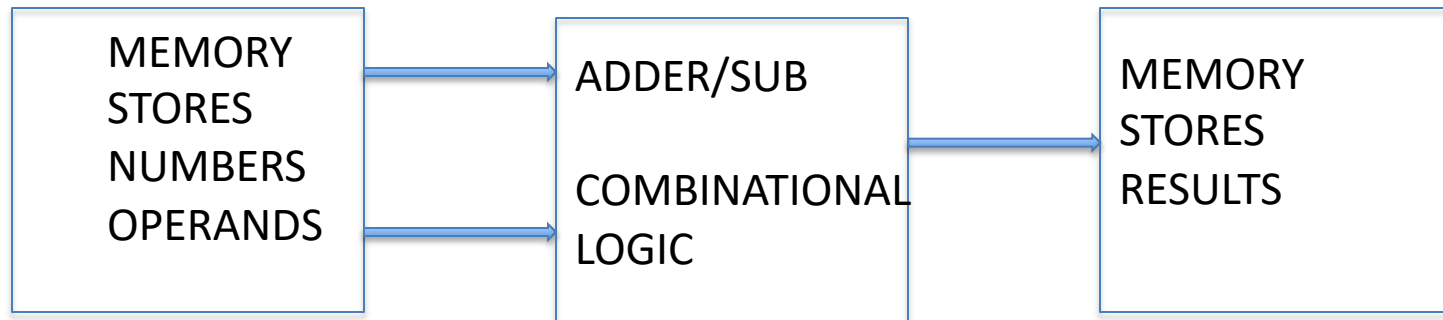 MEMORY
STORES
NUMBERS
OPERANDS
ADDER/SUB
COMBINATIONAL
LOGIC
MEMORY
STORES
RESULTS